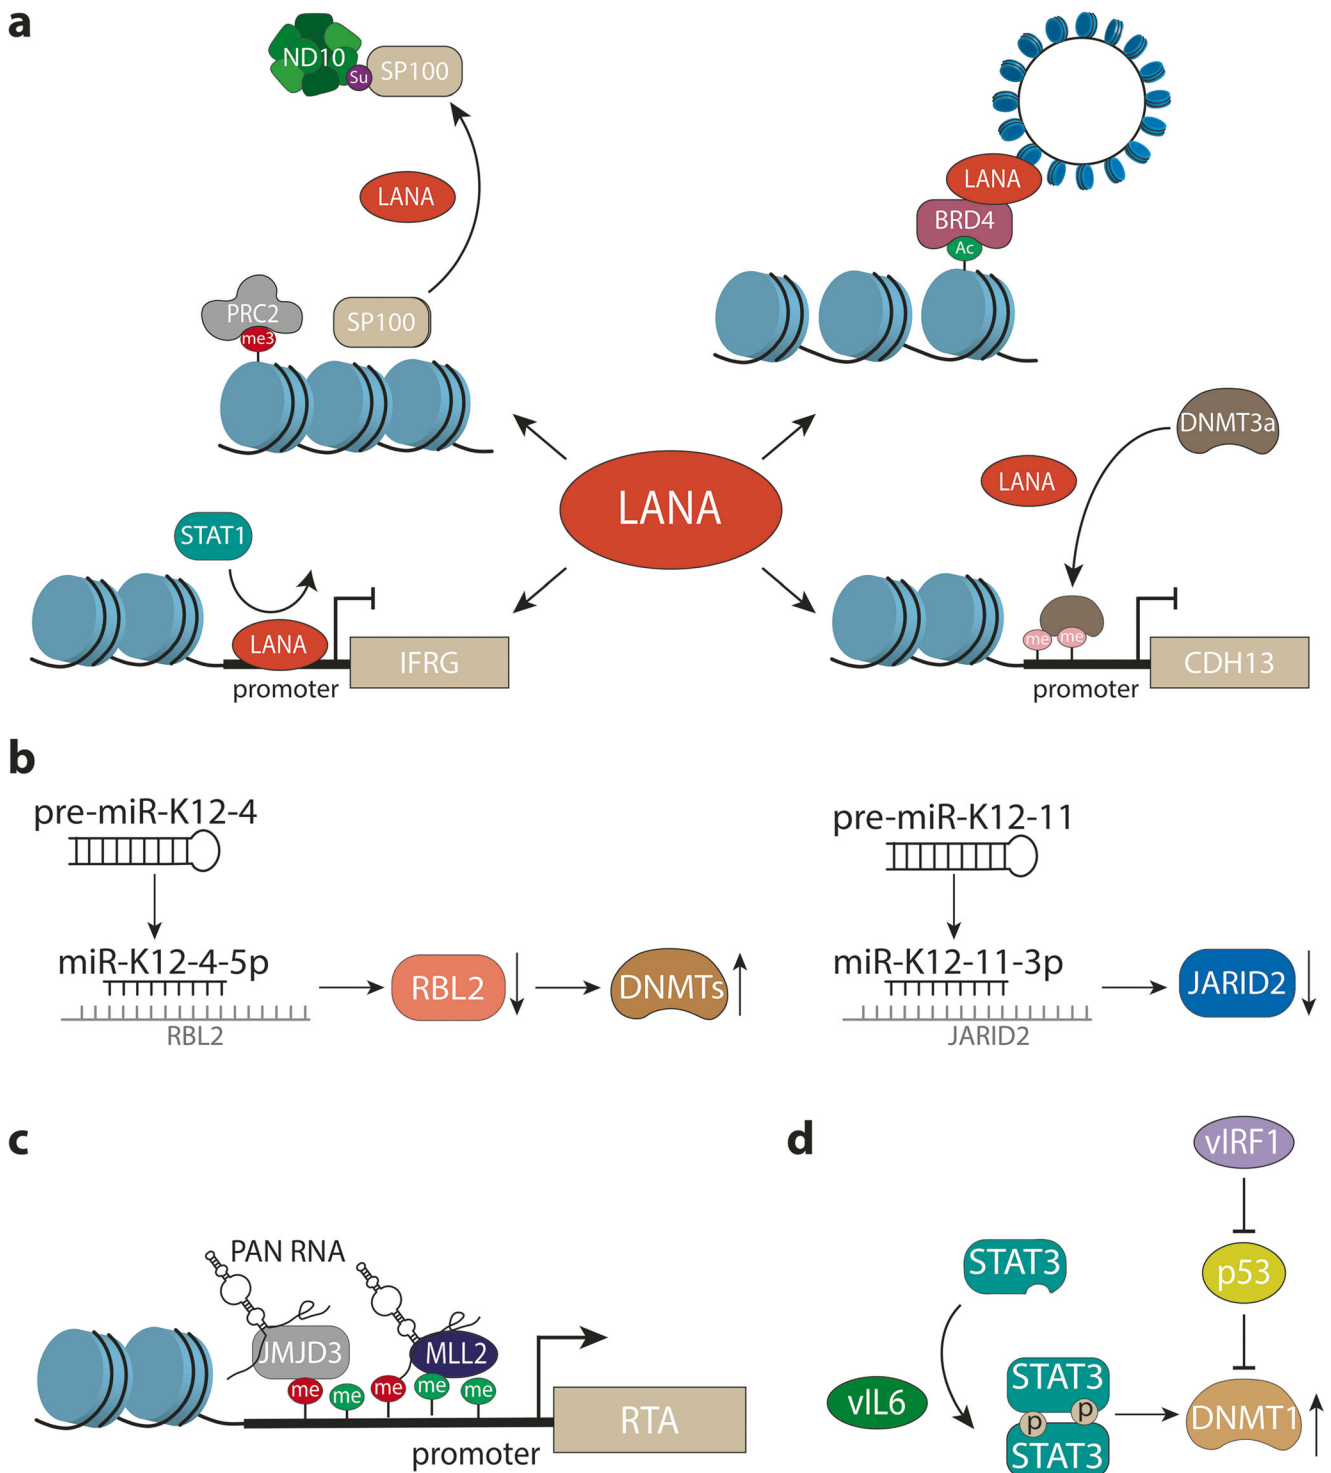 a
ND10
Su
SP100
LANA
PRC2
me3
SP100
LANA
BRD4
Ac
LANA
DNMT3a
LANA
STAT1
LANA
IFRG
promoter
me
me
CDH13
promoter
b
pre-miR-K12-4
miR-K12-4-5p
RBL2
RBL2
DNMTs
pre-miR-K12-11
miR-K12-11-3p
JARID2
JARID2
c
PAN RNA
JMJD3
MLL2
me
me
me
me
me
RTA
promoter
d
vIRF1
STAT3
p53
vIL6
STAT3
p
p
STAT3
DNMT1